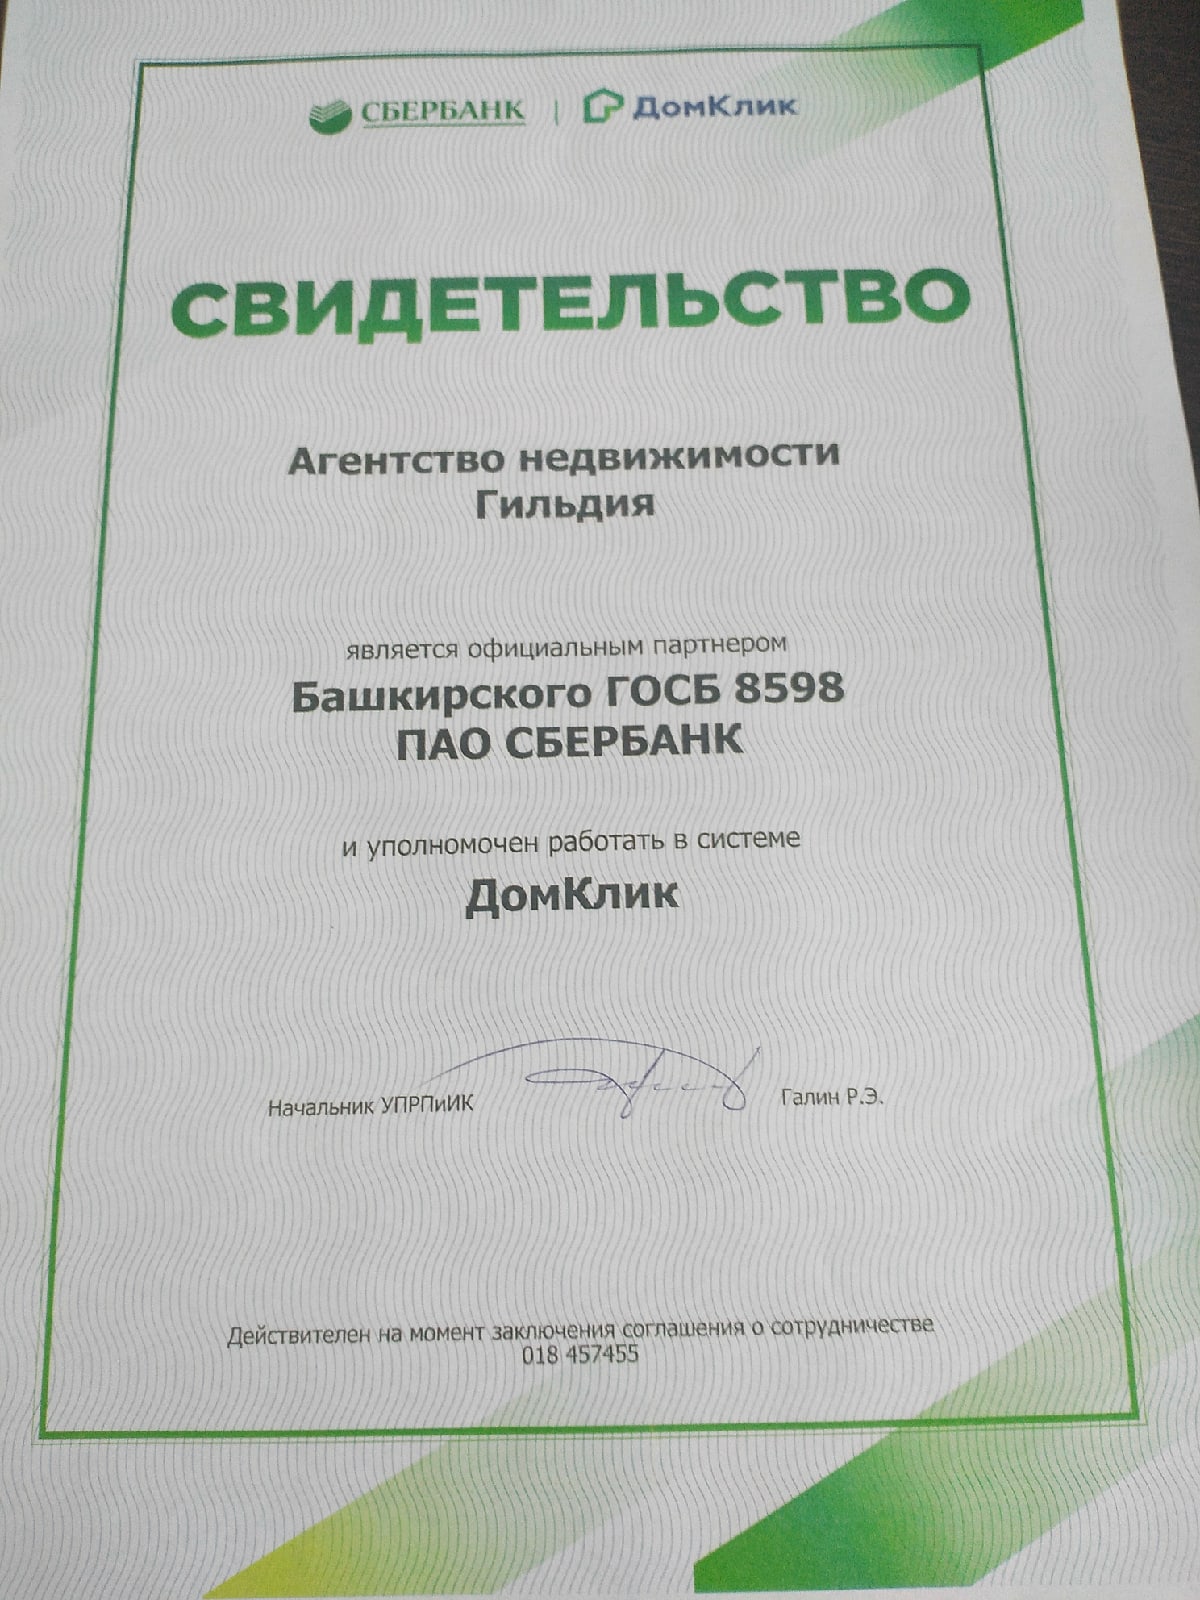 СБЕРБАНК | ДомКлик
СВИДЕТЕЛЬСТВО
Агентство недвижимости
Гильдия
является официальным партнером
Башкирского ГОСБ 8598
ПАО СБЕРБАНК
и уполномочен работать в системе
ДомКлик
Начальник УПРПиИК Галин Р.Э.
Действителен на момент заключения соглашения о сотрудничестве
018 457455